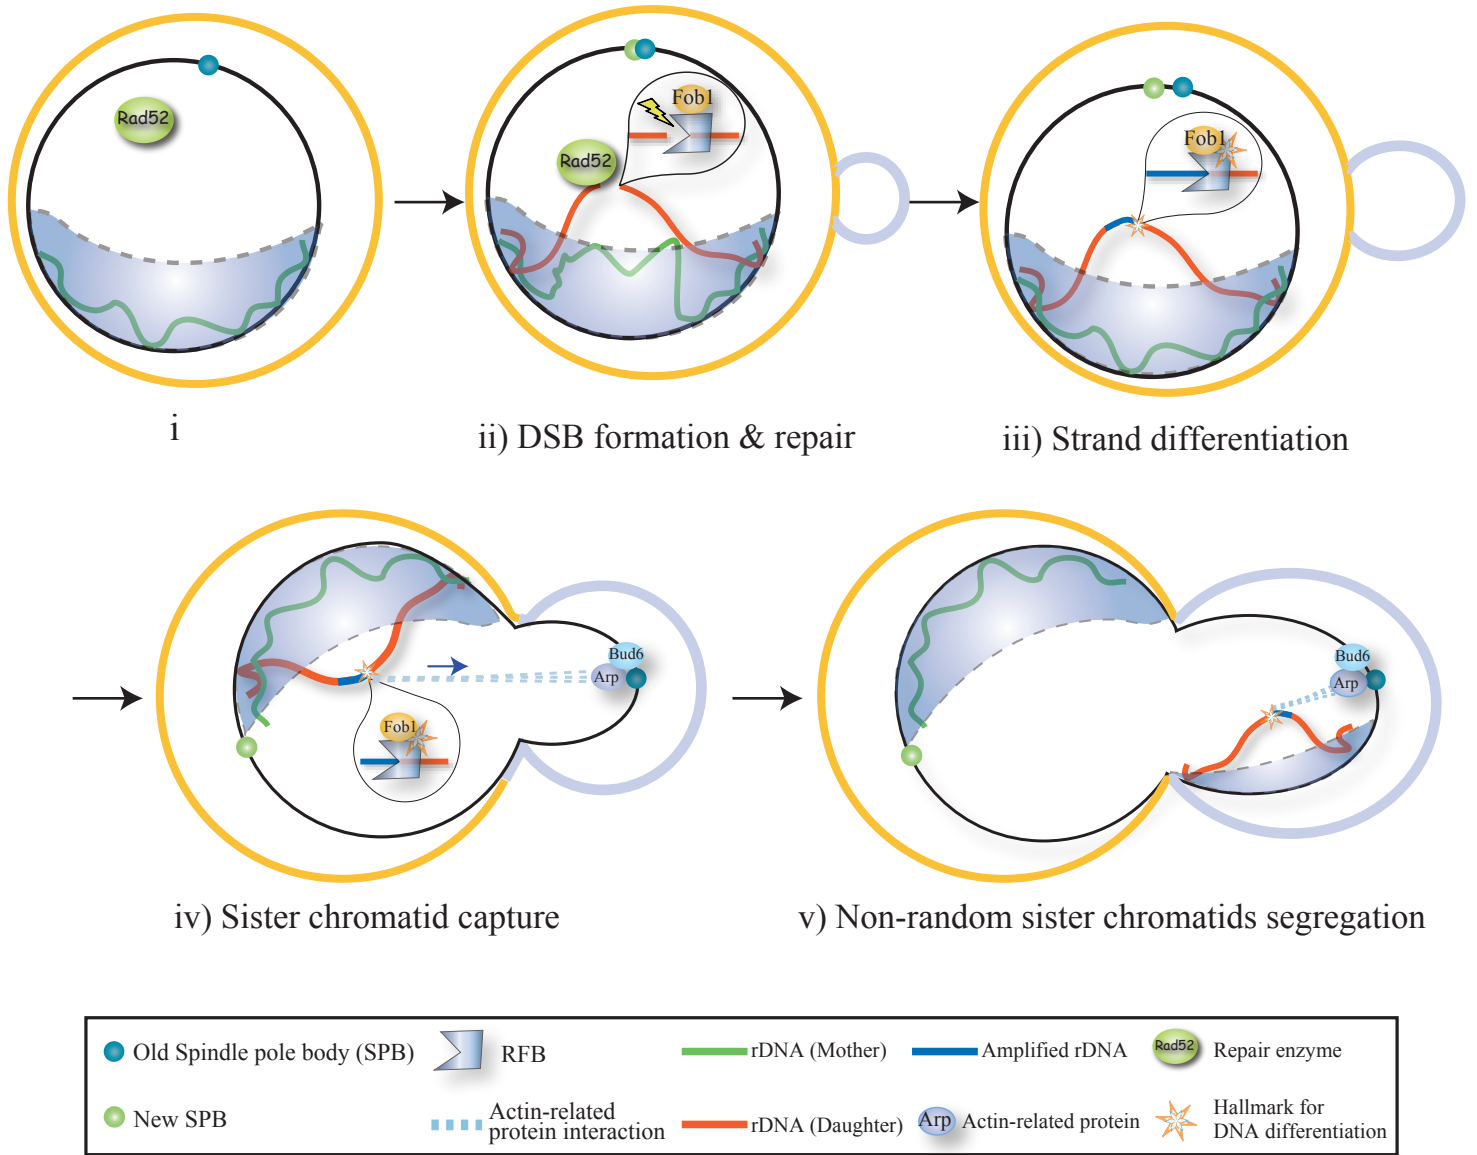 Rad52
i
Fob1
Rad52
ii) DSB formation & repair
Fob1
iii) Strand differentiation
Bud6
Arp
Fob1
iv) Sister chromatid capture
Bud6
Arp
v) Non-random sister chromatids segregation
Old Spindle pole body (SPB)
RFB
rDNA (Mother)
Amplified rDNA
Rad52
Repair enzyme
New SPB
Actin-related
protein interaction
rDNA (Daughter)
Arp
Actin-related protein
Hallmark for
DNA differentiation